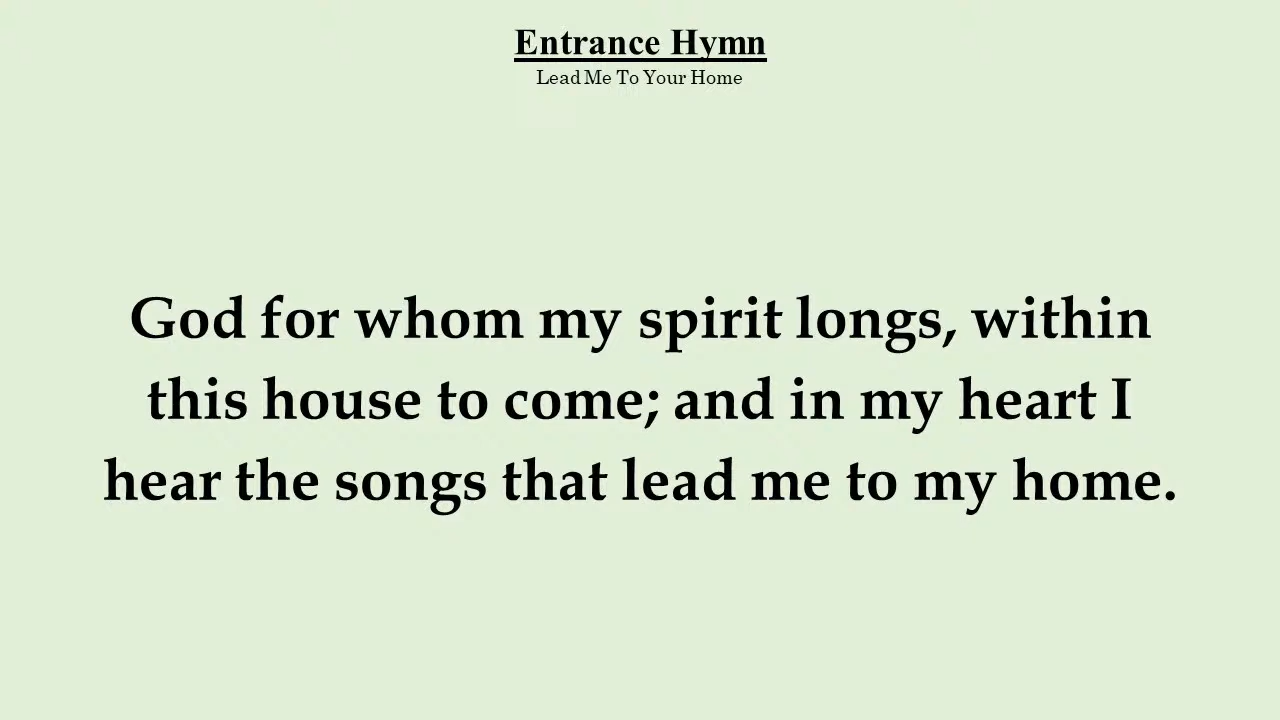 Entrance Hymn
Lead Me To Your Home
God for whom my spirit longs, within
this house to come; and in my heart I
hear the songs that lead me to my home.